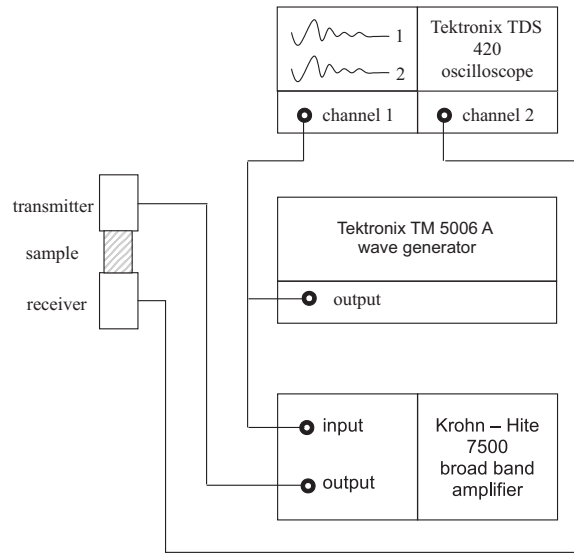 1
2
Tektronix TDS
420
oscilloscope
channel 1
channel 2
transmitter
sample
receiver
Tektronix TM 5006 A
wave generator
output
input
output
Krohn – Hite
7500
broad band
amplifier